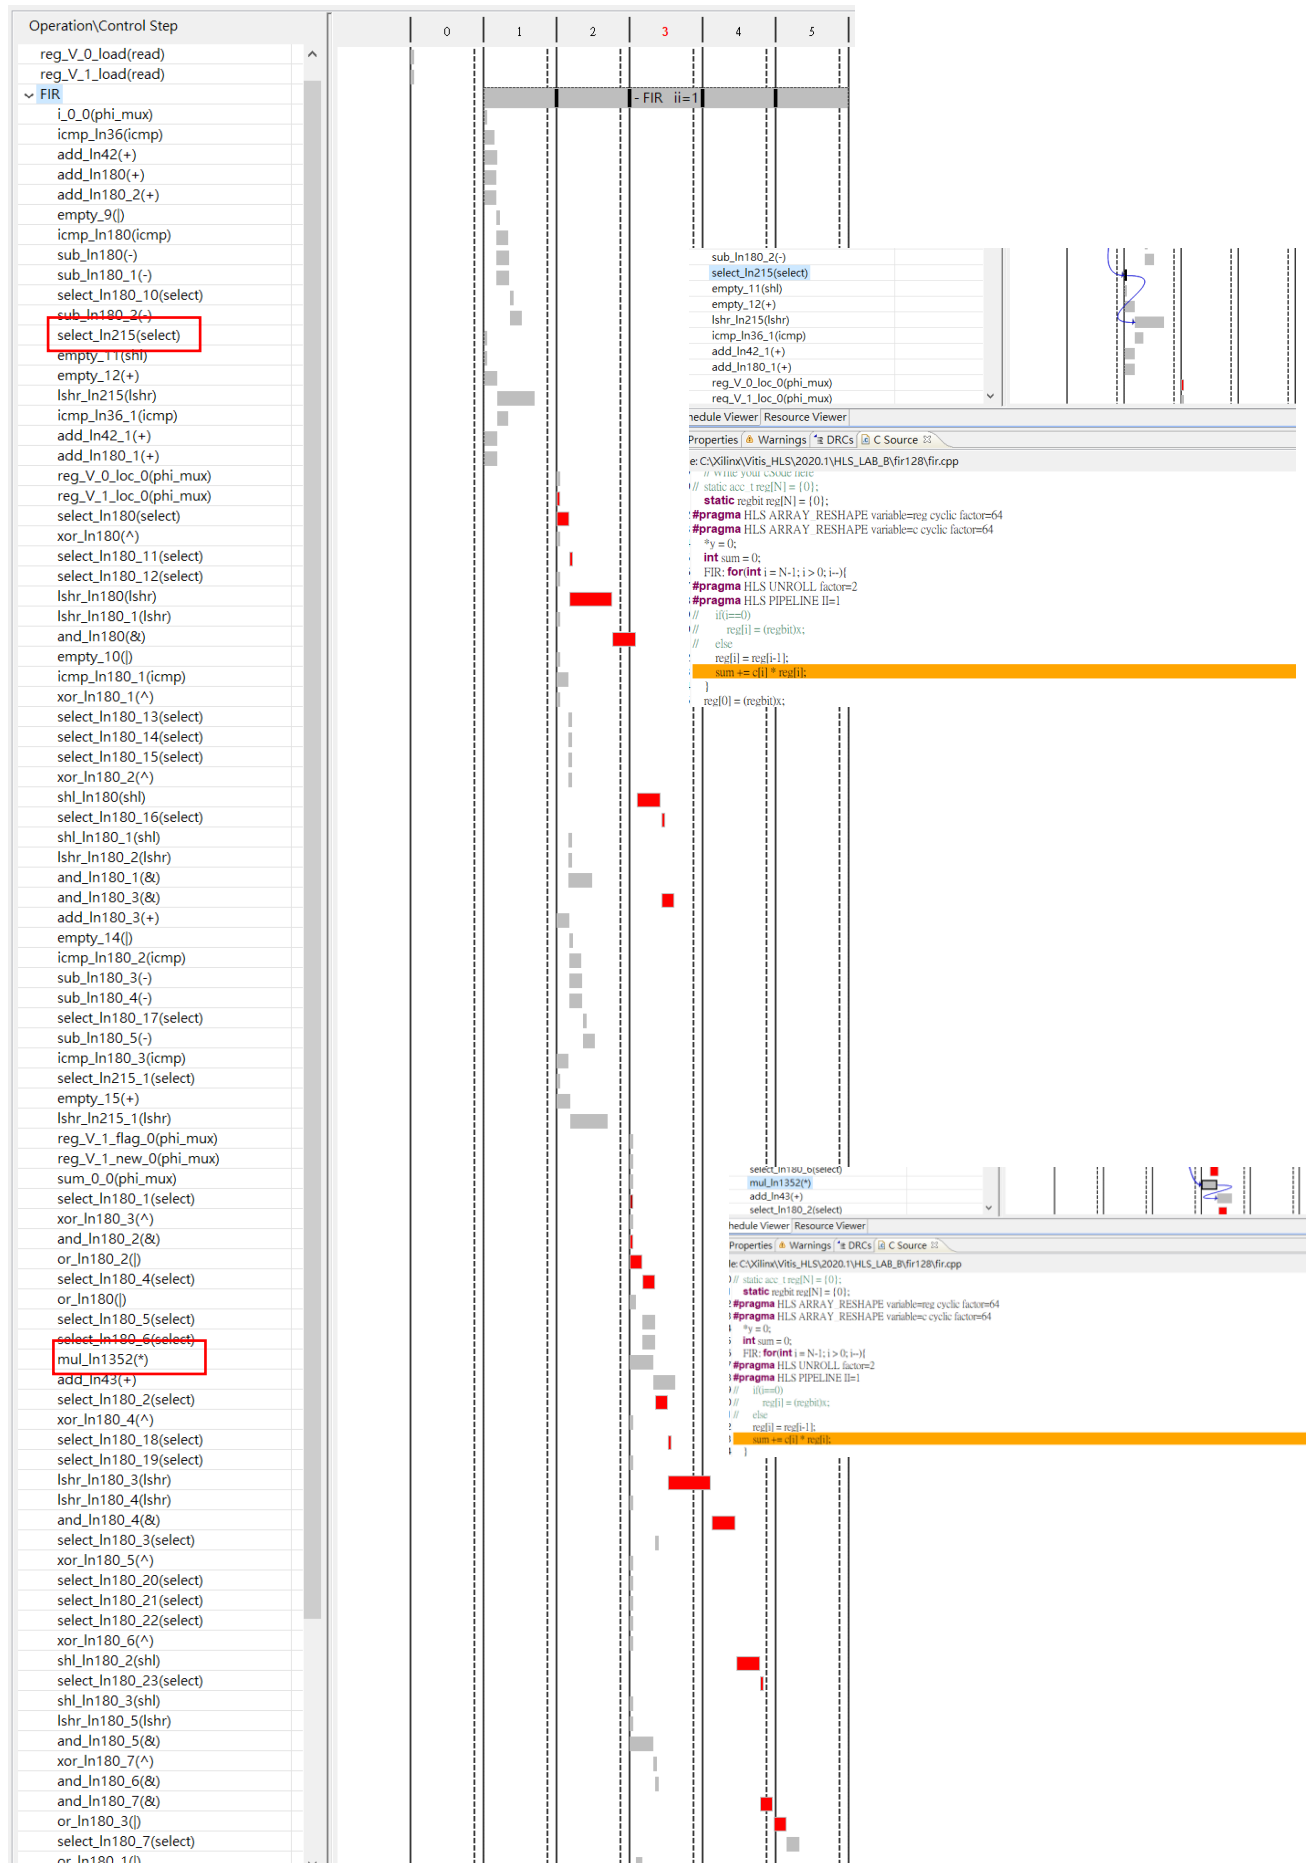 Operation\Control Step
0 1 2 3 4 5
reg_V_0_load(read)
reg_V_1_load(read)
FIR
- FIR ii=1
i_0_0(phi_mux)
icmp_ln36(icmp)
add_ln42(+)
add_ln180(+)
add_ln180_2(+)
empty_9(|)
icmp_ln180(icmp)
sub_ln180(-)
sub_ln180_1(-)
select_ln180_10(select)
sub_ln180_2(-)
select_ln215(select)
empty_11(shl)
empty_12(+)
lshr_ln215(lshr)
icmp_ln36_1(icmp)
add_ln42_1(+)
add_ln180_1(+)
reg_V_0_loc_0(phi_mux)
reg_V_1_loc_0(phi_mux)
select_ln180(select)
xor_ln180(^)
select_ln180_11(select)
select_ln180_12(select)
lshr_ln180(lshr)
lshr_ln180_1(lshr)
and_ln180(&)
empty_10(|)
icmp_ln180_1(icmp)
xor_ln180_1(^)
select_ln180_13(select)
select_ln180_14(select)
select_ln180_15(select)
xor_ln180_2(^)
shl_ln180(shl)
select_ln180_16(select)
shl_ln180_1(shl)
lshr_ln180_2(lshr)
and_ln180_1(&)
and_ln180_3(&)
add_ln180_3(+)
empty_14(|)
icmp_ln180_2(icmp)
sub_ln180_3(-)
sub_ln180_4(-)
select_ln180_17(select)
sub_ln180_5(-)
icmp_ln180_3(icmp)
select_ln215_1(select)
empty_15(+)
lshr_ln215_1(lshr)
reg_V_1_flag_0(phi_mux)
reg_V_1_new_0(phi_mux)
sum_0_0(phi_mux)
select_ln180_1(select)
xor_ln180_3(^)
and_ln180_2(&)
or_ln180_2(|)
select_ln180_4(select)
or_ln180(|)
select_ln180_5(select)
select_ln180_6(select)
mul_ln1352(*)
add_ln43(+)
select_ln180_2(select)
xor_ln180_4(^)
select_ln180_18(select)
select_ln180_19(select)
lshr_ln180_3(lshr)
lshr_ln180_4(lshr)
and_ln180_4(&)
select_ln180_3(select)
xor_ln180_5(^)
select_ln180_20(select)
select_ln180_21(select)
select_ln180_22(select)
xor_ln180_6(^)
shl_ln180_2(shl)
select_ln180_23(select)
shl_ln180_3(shl)
lshr_ln180_5(lshr)
and_ln180_5(&)
xor_ln180_7(^)
and_ln180_6(&)
and_ln180_7(&)
or_ln180_3(|)
select_ln180_7(select)
or_ln180_1(|)
sub_ln180_2(-)
select_ln215(select)
empty_11(shl)
empty_12(+)
lshr_ln215(lshr)
icmp_ln36_1(icmp)
add_ln42_1(+)
add_ln180_1(+)
reg_V_0_loc_0(phi_mux)
reg_V_1_loc_0(phi_mux)
hedule Viewer Resource Viewer
Properties Warnings DRCs C Source
e: C:\Xilinx\Vitis_HLS\2020.1\HLS_LAB_B\fir128\fir.cpp
// Write your cSode here
// static acc_t reg[N] = {0};
static regbit reg[N] = {0};
#pragma HLS ARRAY_RESHAPE variable=reg cyclic factor=64
#pragma HLS ARRAY_RESHAPE variable=c cyclic factor=64
*y = 0;
int sum = 0;
FIR: for(int i = N-1; i > 0; i--){
#pragma HLS UNROLL factor=2
#pragma HLS PIPELINE II=1
// if(i==0)
// reg[i] = (regbit)x;
// else
reg[i] = reg[i-1];
sum += c[i] * reg[i];
}
reg[0] = (regbit)x;
select_ln180_6(select)
mul_ln1352(*)
add_ln43(+)
select_ln180_2(select)
hedule Viewer Resource Viewer
Properties Warnings DRCs C Source
le: C:\Xilinx\Vitis_HLS\2020.1\HLS_LAB_B\fir128\fir.cpp
// static acc_t reg[N] = {0};
static regbit reg[N] = {0};
#pragma HLS ARRAY_RESHAPE variable=reg cyclic factor=64
#pragma HLS ARRAY_RESHAPE variable=c cyclic factor=64
*y = 0;
int sum = 0;
FIR: for(int i = N-1; i > 0; i--){
#pragma HLS UNROLL factor=2
#pragma HLS PIPELINE II=1
// if(i==0)
// reg[i] = (regbit)x;
// else
reg[i] = reg[i-1];
sum += c[i] * reg[i];
}